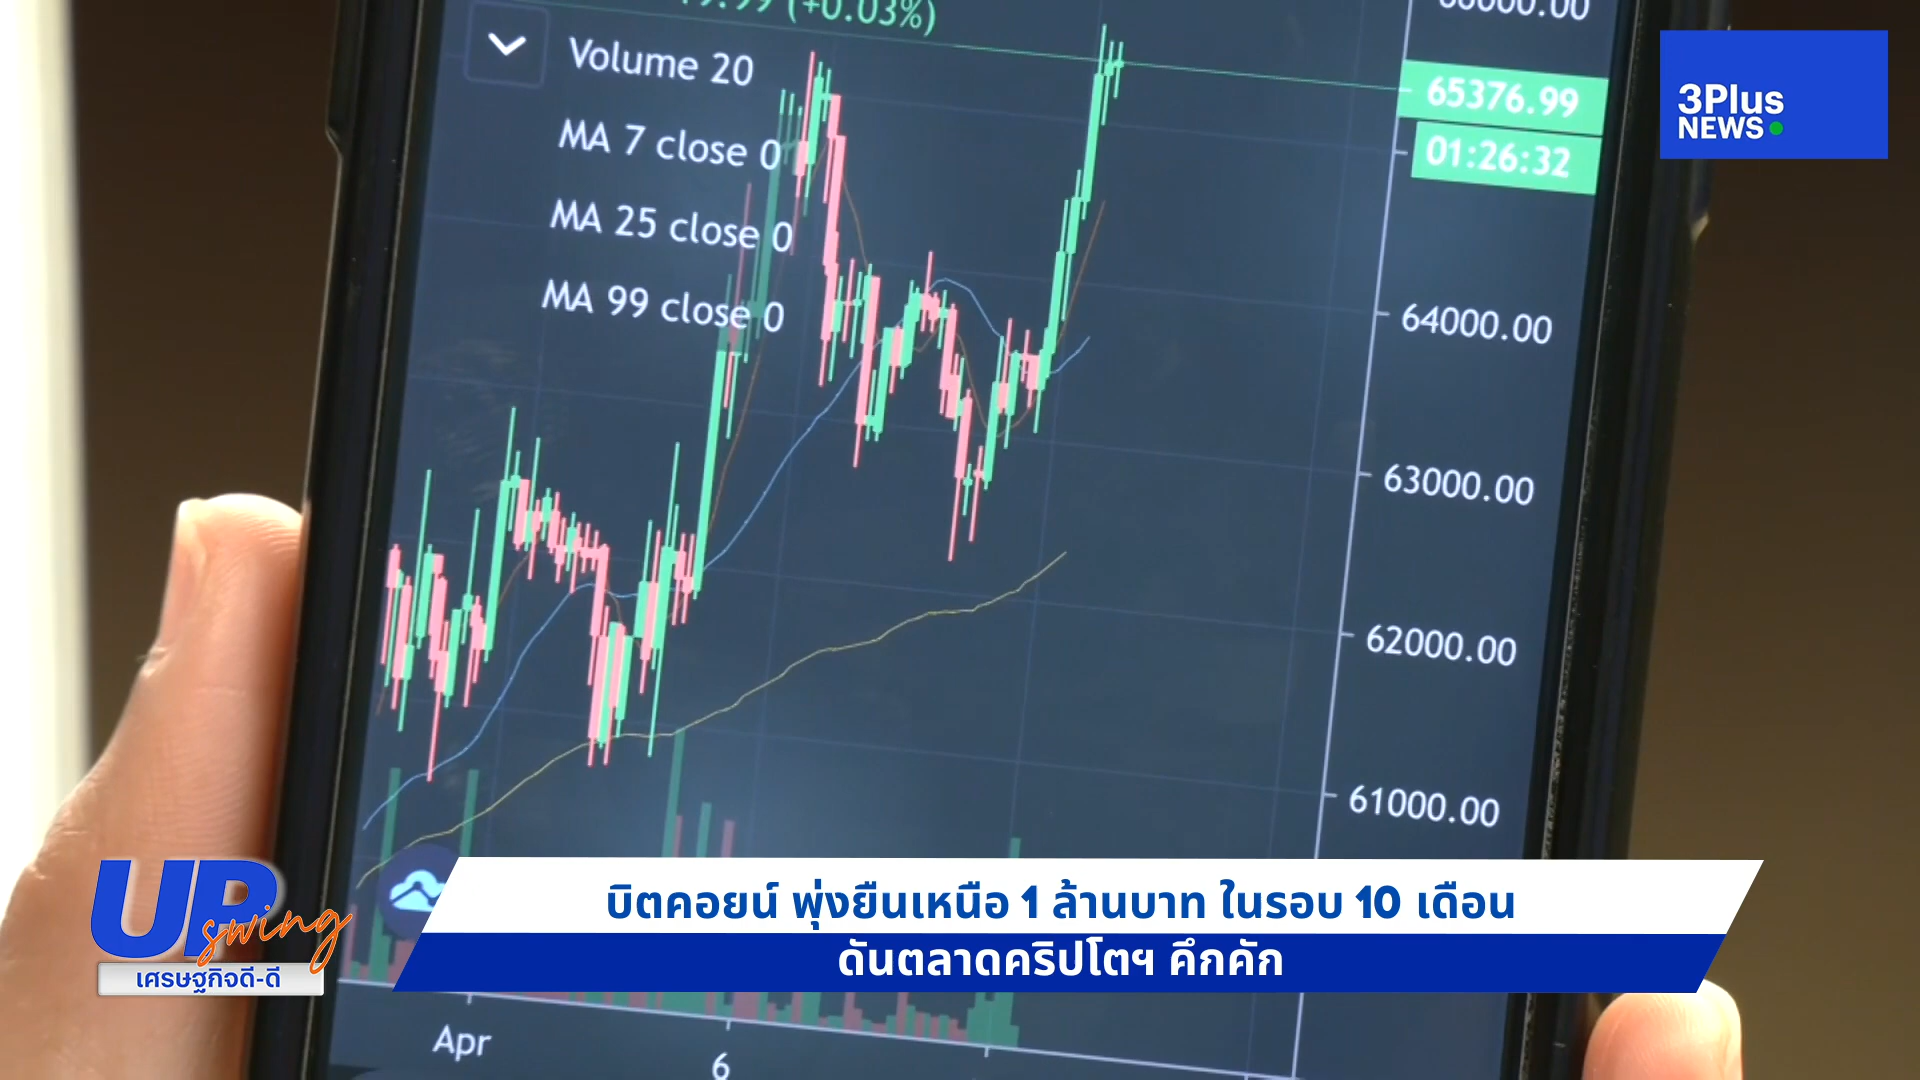 (+0.03%)
Volume 20
MA 7 close 0
MA 25 close 0
MA 99 close 0
65376.99
01:26:32
64000.00
63000.00
62000.00
61000.00
Apr
6
3Plus
NEWS
UP
swing
เศรษฐกิจดี-ดี
บิตคอยน์ พุ่งยืนเหนือ 1 ล้านบาท ในรอบ 10 เดือน
ดันตลาดคริปโตฯ คึกคัก